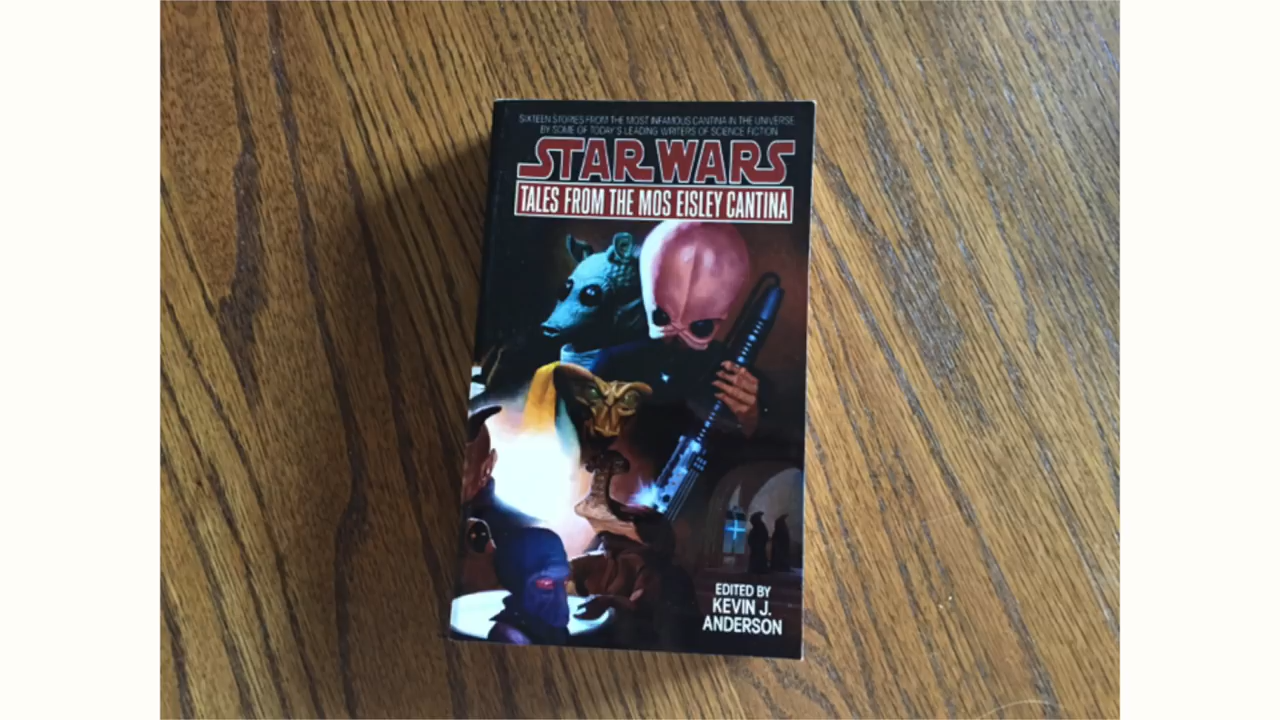 SIXTEEN STORIES FROM THE MOST INFAMOUS CANTINA IN THE UNIVERSE
BY SOME OF TODAY'S LEADING WRITERS OF SCIENCE FICTION
STAR WARS
TALES FROM THE MOS EISLEY CANTINA
EDITED BY
KEVIN J.
ANDERSON